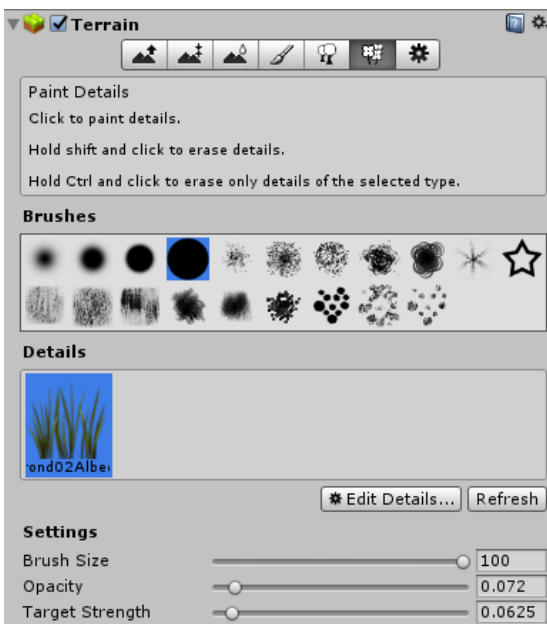 Terrain
Paint Details
Click to paint details.
Hold shift and click to erase details.
Hold Ctrl and click to erase only details of the selected type.
Brushes
Details
rond02Albe
Edit Details... Refresh
Settings
Brush Size 100
Opacity 0.072
Target Strength 0.0625